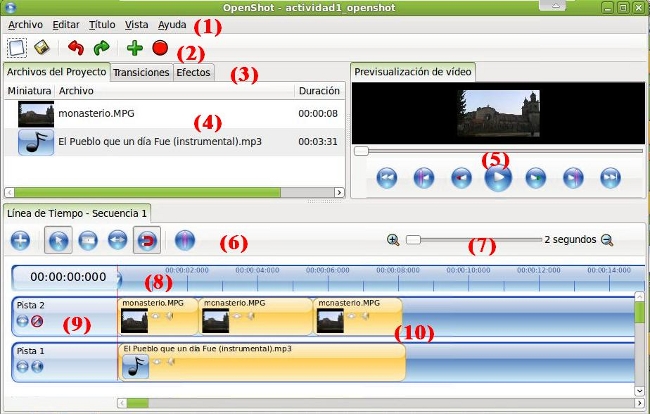 OpenShot - actividad1_openshot
Archivo Editar Título Vista Ayuda (1)
(2)
Archivos del Proyecto Transiciones Efectos (3)
Previsualización de vídeo
Miniatura Archivo Duración
monasterio.MPG 00:00:08
(4)
El Pueblo que un día Fue (instrumental).mp3 00:03:31
(5)
Línea de Tiempo - Secuencia 1
(6)
(7) 2 segundos
00:00:00:000 (8) 00:00:02:000 00:00:04:000 00:00:06:000 00:00:08:000 00:00:10:000 00:00:12:000 00:00:14:000
Pista 2 monasterio.MPG monasterio.MPG monasterio.MPG
(9) (10)
Pista 1 El Pueblo que un día Fue (instrumental).mp3